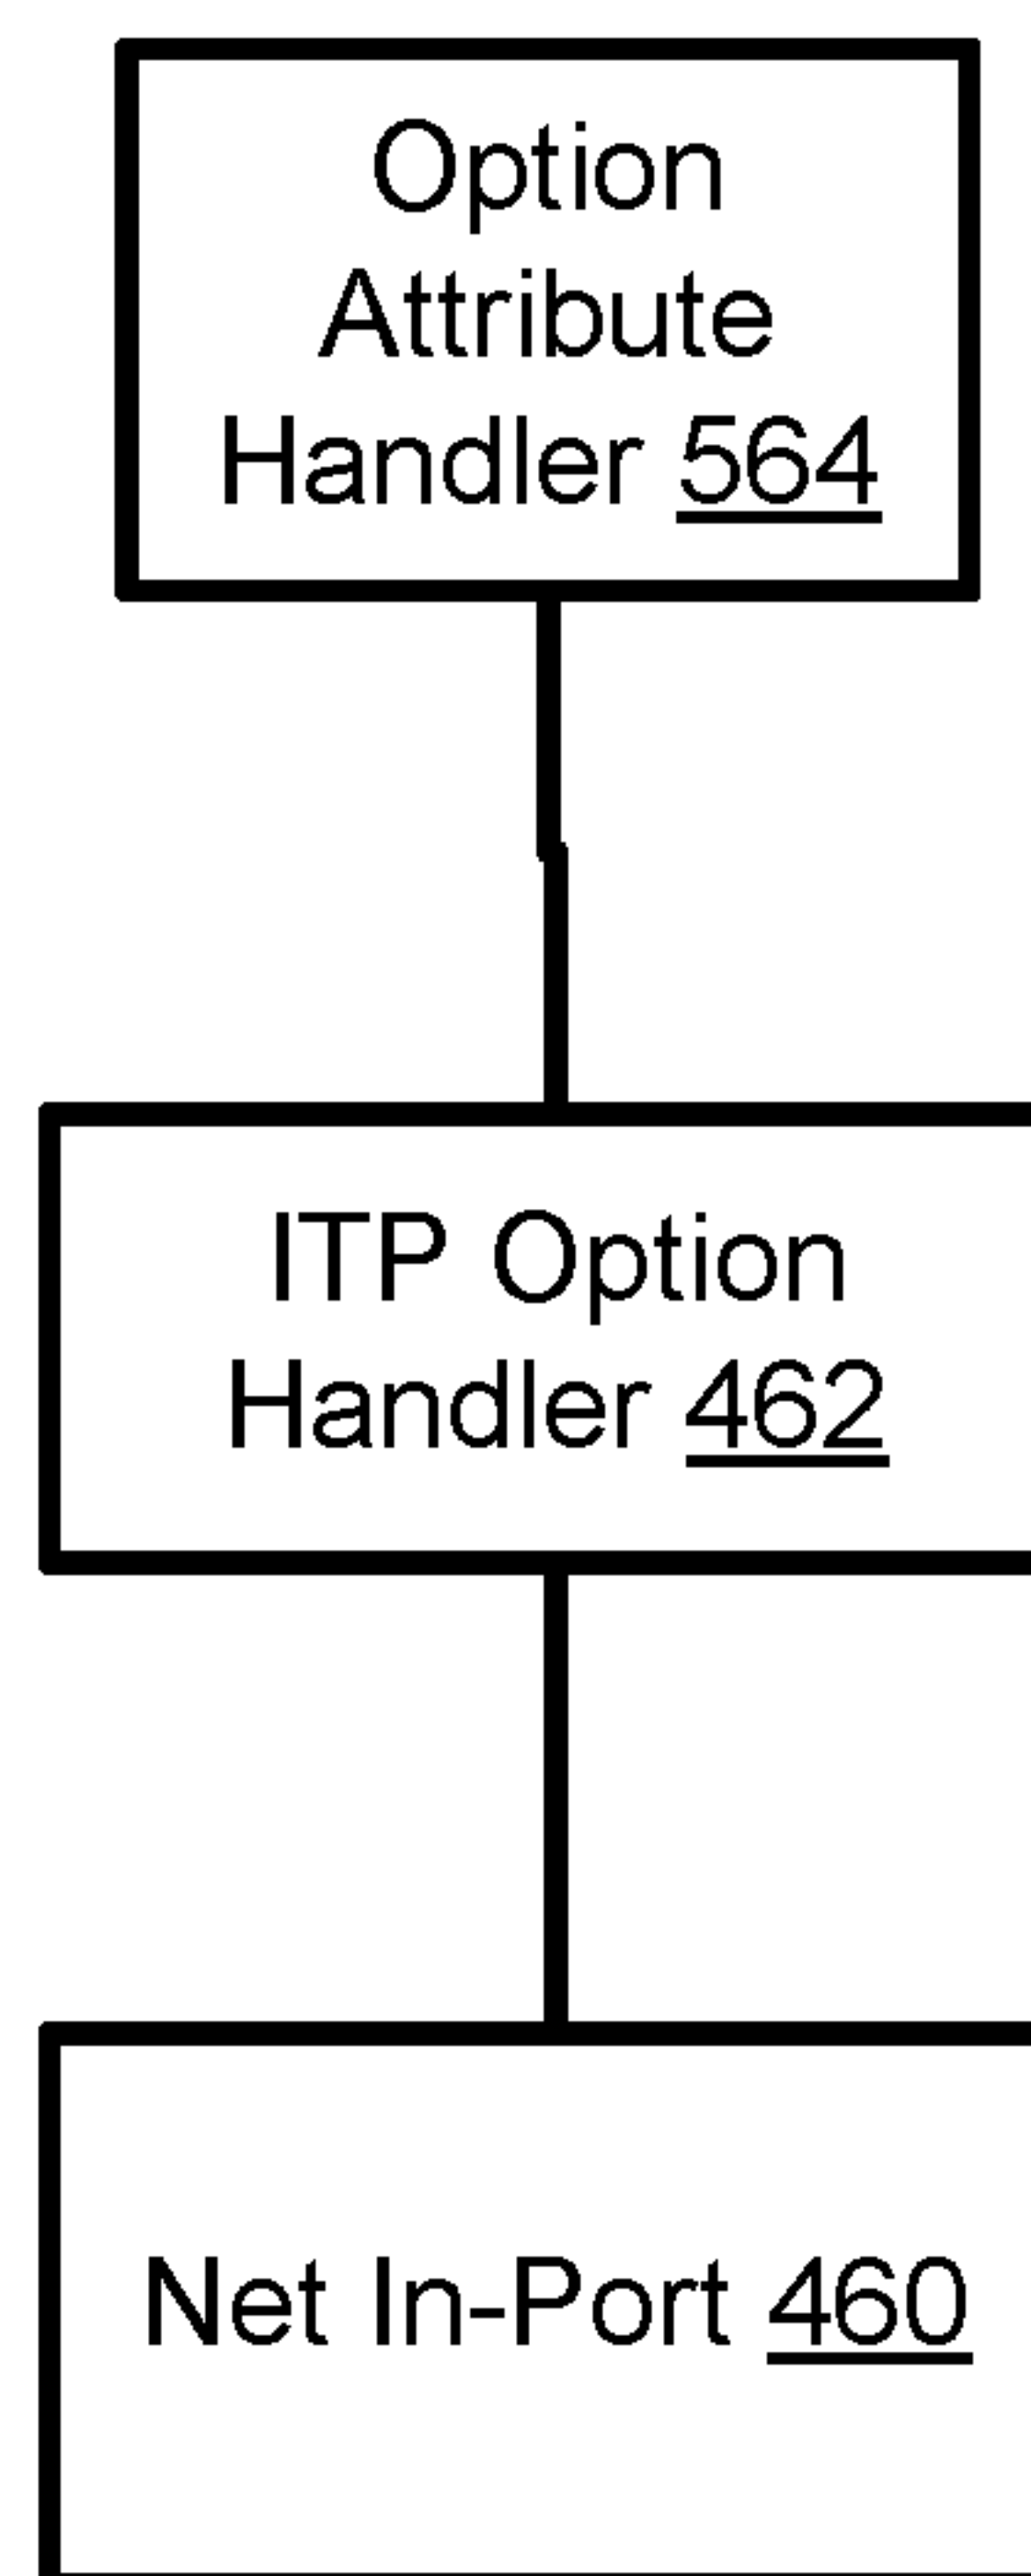 Option
Attribute
Handler 564
ITP Option
Handler 462
Net In-Port 460